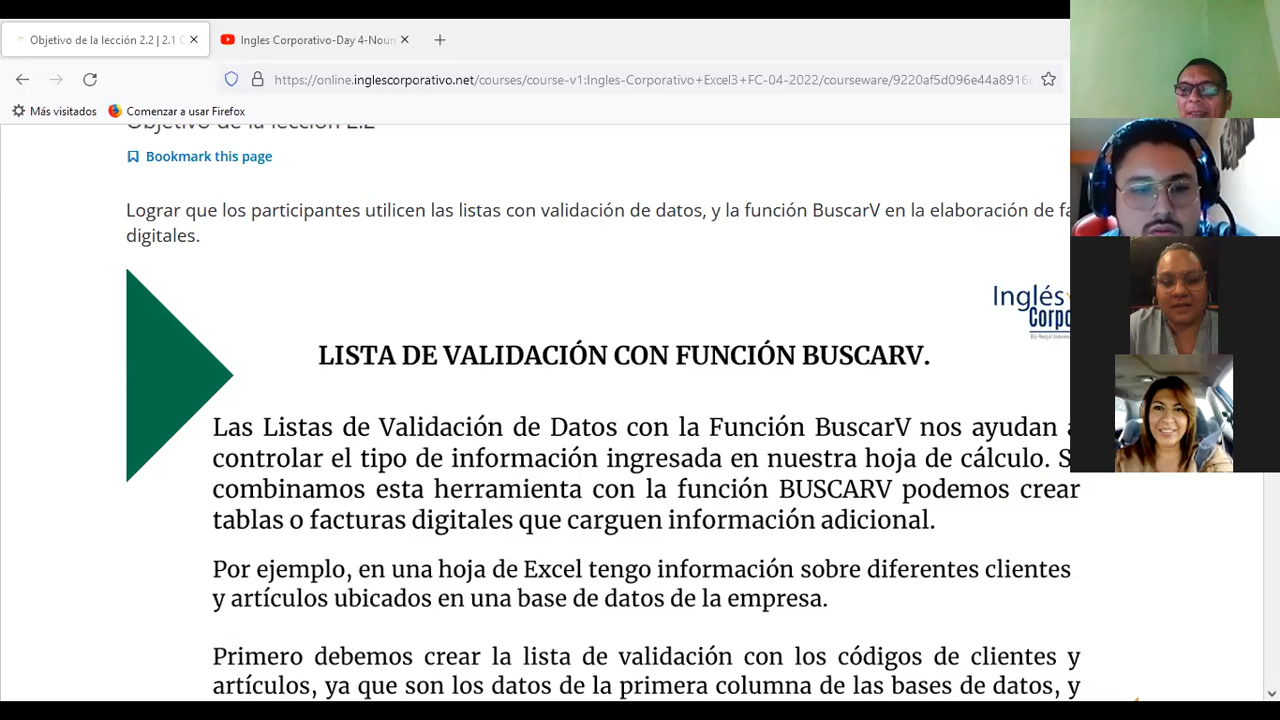 Objetivo de la lección 2.2 | 2.1
Ingles Corporativo-Day 4-Noun
https://online.inglescorporativo.net/courses/course-v1:Ingles-Corporativo+Excel3+FC-04-2022/courseware/9220af5d096e44a8916
Más visitados
Comenzar a usar Firefox
Objetivo de la lección 2.2
Bookmark this page
Lograr que los participantes utilicen las listas con validación de datos, y la función BuscarV en la elaboración de
digitales.
Inglés
LISTA DE VALIDACIÓN CON FUNCIÓN BUSCARV.
Las Listas de Validación de Datos con la Función BuscarV nos ayudan
controlar el tipo de información ingresada en nuestra hoja de cálculo.
combinamos esta herramienta con la función BUSCARV podemos crear
tablas o facturas digitales que carguen información adicional.
Por ejemplo, en una hoja de Excel tengo información sobre diferentes clientes
y artículos ubicados en una base de datos de la empresa.
Primero debemos crear la lista de validación con los códigos de clientes y
artículos, ya que son los datos de la primera columna de las bases de datos, y